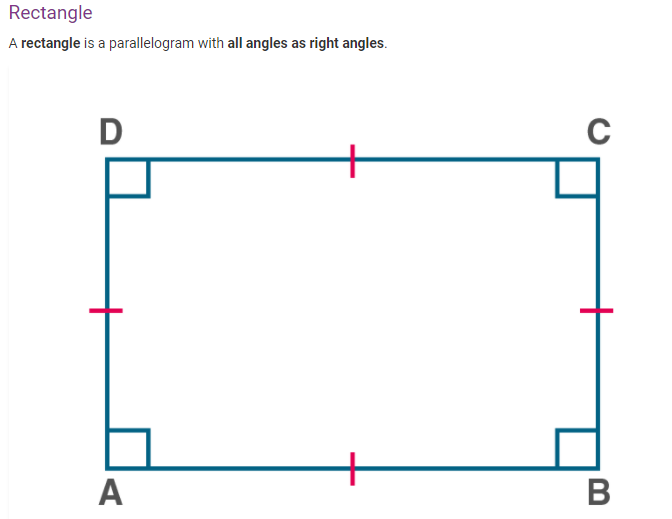 Rectangle
A rectangle is a parallelogram with all angles as right angles.
D C
A B